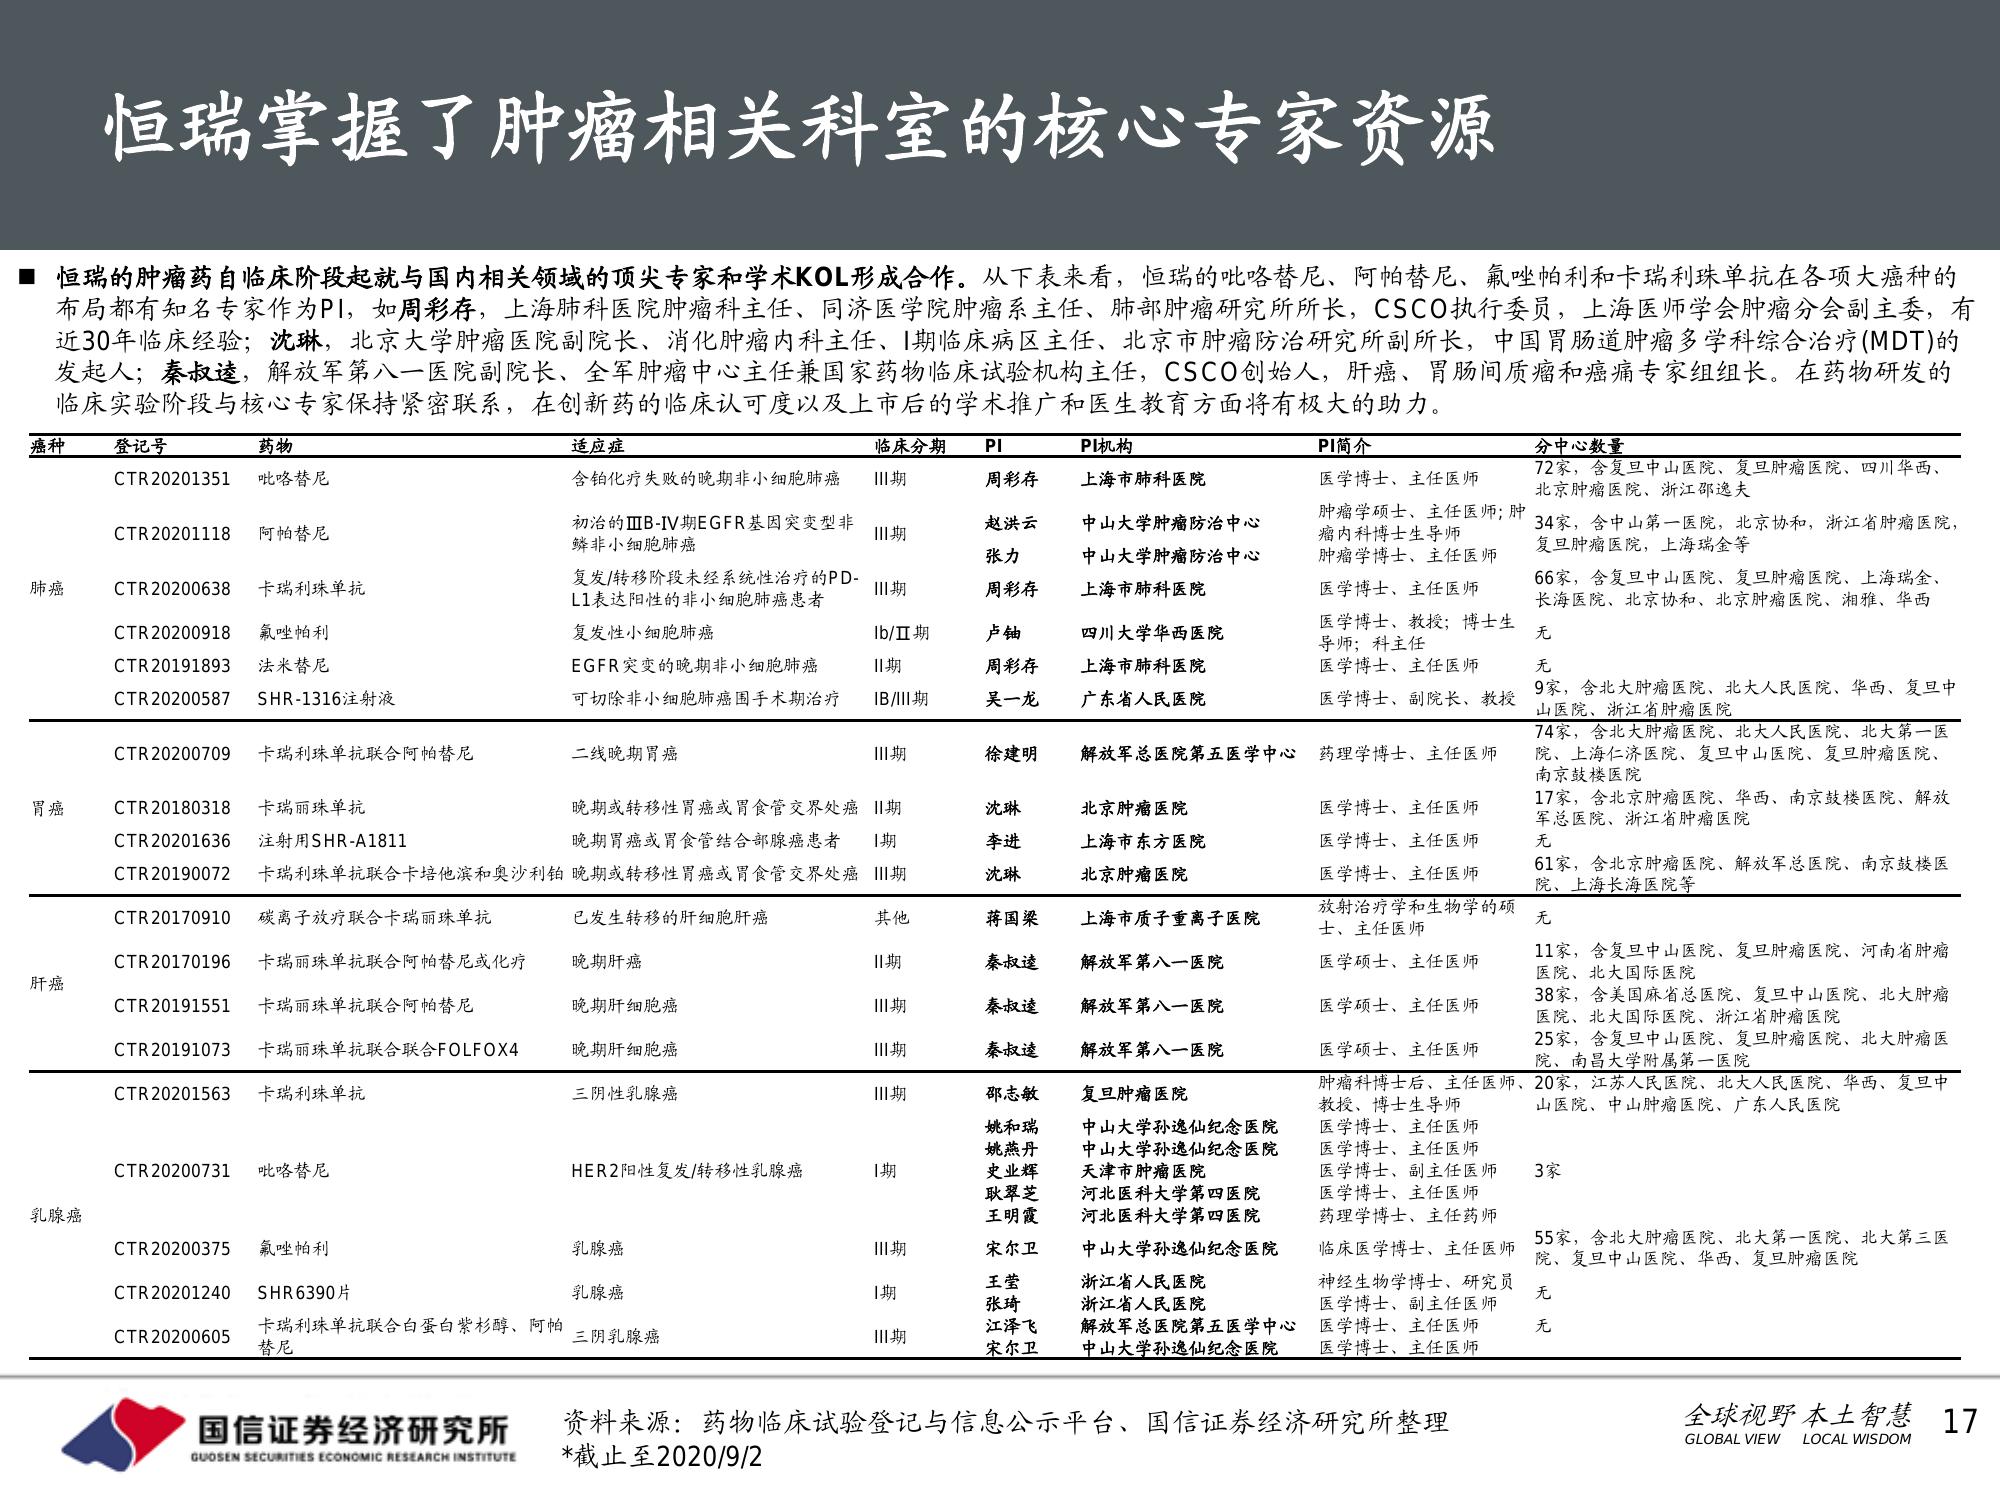 恒瑞掌握了肿瘤相关科室的核心专家资源
■ 恒瑞的肿瘤药自临床阶段起就与国内相关领域的顶尖专家和学术KOL形成合作。从下表来看，恒瑞的吡咯替尼、阿帕替尼、氟唑帕利和卡瑞利珠单抗在各项大癌种的
布局都有知名专家作为PI，如周彩存，上海肺科医院肿瘤科主任、同济医学院肿瘤系主任、肺部肿瘤研究所所长，CSCO执行委员，上海医师学会肿瘤分会副主委，有
近30年临床经验；沈琳，北京大学肿瘤医院副院长、消化肿瘤内科主任、I期临床病区主任、北京市肿瘤防治研究所副所长，中国胃肠道肿瘤多学科综合治疗(MDT)的
发起人；秦叔逵，解放军第八一医院副院长、全军肿瘤中心主任兼国家药物临床试验机构主任，CSCO创始人，肝癌、胃肠间质瘤和癌痛专家组组长。在药物研发的
临床实验阶段与核心专家保持紧密联系，在创新药的临床认可度以及上市后的学术推广和医生教育方面将有极大的助力。
癌种 登记号 药物 适应症 临床分期 PI PI机构 PI简介 分中心数量
肺癌
CTR20201351 吡咯替尼 含铂化疗失败的晚期非小细胞肺癌 III期 周彩存 上海市肺科医院 医学博士、主任医师 72家，含复旦中山医院、复旦肿瘤医院、四川华西、
北京肿瘤医院、浙江邵逸夫
CTR20201118 阿帕替尼 初治的ⅢB-Ⅳ期EGFR基因突变型非
鳞非小细胞肺癌 III期 赵洪云 中山大学肿瘤防治中心 肿瘤学硕士、主任医师; 肿
瘤内科博士生导师 34家，含中山第一医院，北京协和，浙江省肿瘤医院，
复旦肿瘤医院，上海瑞金等
张力 中山大学肿瘤防治中心 肿瘤学博士、主任医师
CTR20200638 卡瑞利珠单抗 复发/转移阶段未经系统性治疗的PD-
L1表达阳性的非小细胞肺癌患者 III期 周彩存 上海市肺科医院 医学博士、主任医师 66家，含复旦中山医院、复旦肿瘤医院、上海瑞金、
长海医院、北京协和、北京肿瘤医院、湘雅、华西
CTR20200918 氟唑帕利 复发性小细胞肺癌 Ib/Ⅱ期 卢铀 四川大学华西医院 医学博士、教授；博士生
导师；科主任 无
CTR20191893 法米替尼 EGFR突变的晚期非小细胞肺癌 II期 周彩存 上海市肺科医院 医学博士、主任医师 无
CTR20200587 SHR-1316注射液 可切除非小细胞肺癌围手术期治疗 IB/III期 吴一龙 广东省人民医院 医学博士、副院长、教授 9家，含北大肿瘤医院、北大人民医院、华西、复旦中
山医院、浙江省肿瘤医院
胃癌
CTR20200709 卡瑞利珠单抗联合阿帕替尼 二线晚期胃癌 III期 徐建明 解放军总医院第五医学中心 药理学博士、主任医师 74家，含北大肿瘤医院、北大人民医院、北大第一医
院、上海仁济医院、复旦中山医院、复旦肿瘤医院、
南京鼓楼医院
CTR20180318 卡瑞丽珠单抗 晚期或转移性胃癌或胃食管交界处癌 II期 沈琳 北京肿瘤医院 医学博士、主任医师 17家，含北京肿瘤医院、华西、南京鼓楼医院、解放
军总医院、浙江省肿瘤医院
CTR20201636 注射用SHR-A1811 晚期胃癌或胃食管结合部腺癌患者 I期 李进 上海市东方医院 医学博士、主任医师 无
CTR20190072 卡瑞利珠单抗联合卡培他滨和奥沙利铂 晚期或转移性胃癌或胃食管交界处癌 III期 沈琳 北京肿瘤医院 医学博士、主任医师 61家，含北京肿瘤医院、解放军总医院、南京鼓楼医
院、上海长海医院等
肝癌
CTR20170910 碳离子放疗联合卡瑞丽珠单抗 已发生转移的肝细胞肝癌 其他 蒋国梁 上海市质子重离子医院 放射治疗学和生物学的硕
士、主任医师 无
CTR20170196 卡瑞丽珠单抗联合阿帕替尼或化疗 晚期肝癌 II期 秦叔逵 解放军第八一医院 医学硕士、主任医师 11家，含复旦中山医院、复旦肿瘤医院、河南省肿瘤
医院、北大国际医院
CTR20191551 卡瑞丽珠单抗联合阿帕替尼 晚期肝细胞癌 III期 秦叔逵 解放军第八一医院 医学硕士、主任医师 38家，含美国麻省总医院、复旦中山医院、北大肿瘤
医院、北大国际医院、浙江省肿瘤医院
CTR20191073 卡瑞丽珠单抗联合联合FOLFOX4 晚期肝细胞癌 III期 秦叔逵 解放军第八一医院 医学硕士、主任医师 25家，含复旦中山医院、复旦肿瘤医院、北大肿瘤医
院、南昌大学附属第一医院
乳腺癌
CTR20201563 卡瑞利珠单抗 三阴性乳腺癌 III期 邵志敏 复旦肿瘤医院 肿瘤科博士后、主任医师、
教授、博士生导师 20家，江苏人民医院、北大人民医院、华西、复旦中
山医院、中山肿瘤医院、广东人民医院
CTR20200731 吡咯替尼 HER2阳性复发/转移性乳腺癌 I期 姚和瑞 中山大学孙逸仙纪念医院 医学博士、主任医师 3家
姚燕丹 中山大学孙逸仙纪念医院 医学博士、主任医师
史业辉 天津市肿瘤医院 医学博士、副主任医师
耿翠芝 河北医科大学第四医院 医学博士、主任医师
王明霞 河北医科大学第四医院 药理学博士、主任药师
CTR20200375 氟唑帕利 乳腺癌 III期 宋尔卫 中山大学孙逸仙纪念医院 临床医学博士、主任医师 55家，含北大肿瘤医院、北大第一医院、北大第三医
院、复旦中山医院、华西、复旦肿瘤医院
CTR20201240 SHR6390片 乳腺癌 I期 王莹 浙江省人民医院 神经生物学博士、研究员 无
张琦 浙江省人民医院 医学博士、副主任医师
CTR20200605 卡瑞利珠单抗联合白蛋白紫杉醇、阿帕
替尼 三阴乳腺癌 III期 江泽飞 解放军总医院第五医学中心 医学博士、主任医师 无
宋尔卫 中山大学孙逸仙纪念医院 医学博士、主任医师
国信证券经济研究所
GUOSEN SECURITIES ECONOMIC RESEARCH INSTITUTE
资料来源：药物临床试验登记与信息公示平台、国信证券经济研究所整理
*截止至2020/9/2
全球视野 本土智慧
GLOBAL VIEW LOCAL WISDOM
17